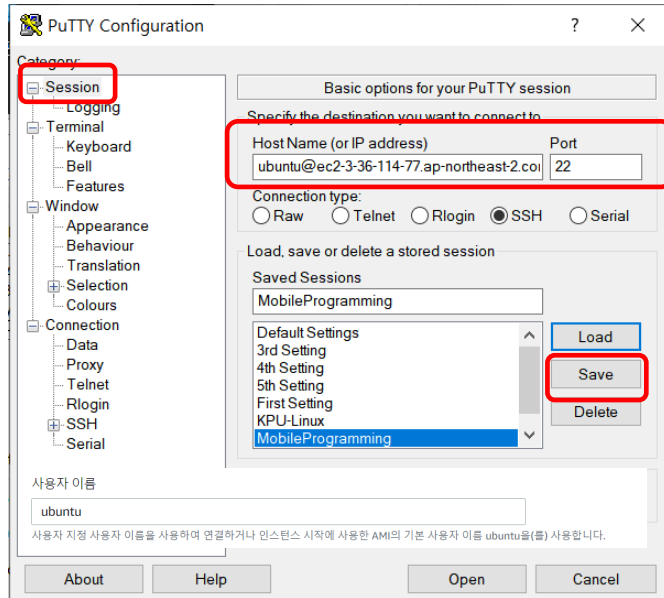 PuTTY Configuration
? ×
Category:
Session
Logging
Terminal
Keyboard
Bell
Features
Window
Appearance
Behaviour
Translation
Selection
Colours
Connection
Data
Proxy
Telnet
Rlogin
SSH
Serial
Basic options for your PuTTY session
Specify the destination you want to connect to
Host Name (or IP address) Port
ubuntu@ec2-3-36-114-77.ap-northeast-2.co 22
Connection type:
Raw Telnet Rlogin SSH Serial
Load, save or delete a stored session
Saved Sessions
MobileProgramming
Default Settings
3rd Setting
4th Setting
5th Setting
First Setting
KPU-Linux
MobileProgramming
Load
Save
Delete
사용자 이름
ubuntu
사용자 지정 사용자 이름을 사용하여 연결하거나 인스턴스 시작에 사용한 AMI의 기본 사용자 이름 ubuntu을(를) 사용합니다.
About Help Open Cancel